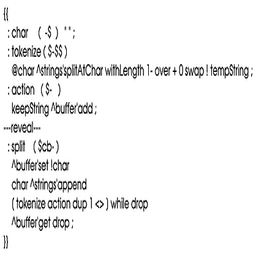 {{
: char ( -$ ) " " ;
: tokenize ( $-$$ )
@char ^strings'splitAtChar withLength 1- over + 0 swap ! tempString ;
: action ( $- )
keepString ^buffer'add ;
---reveal---
: split ( $cb- )
^buffer'set !char
char ^strings'append
( tokenize action dup 1 <> ) while drop
^buffer'get drop ;
}}